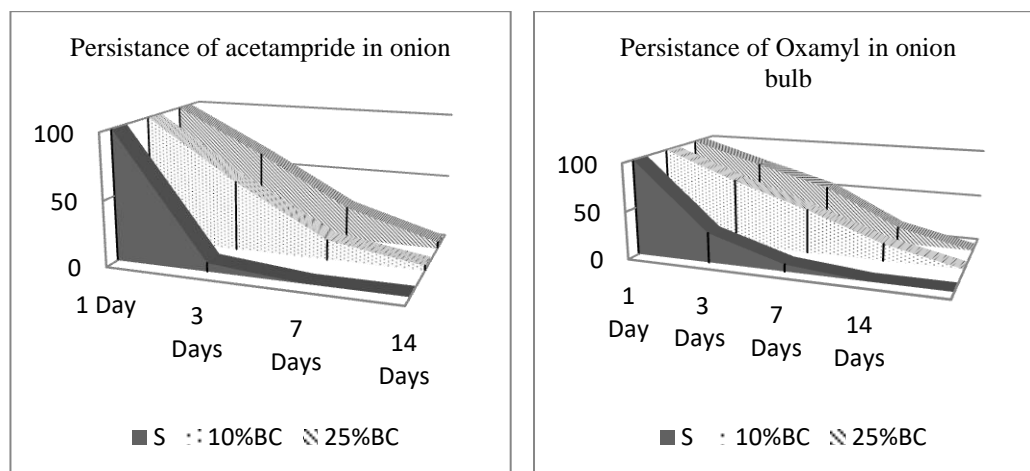 Persistance of acetampride in onion
100
50
0
1 Day
3
Days
7
Days
14
Days
S 10%BC 25%BC
Persistance of Oxamyl in onion
bulb
100
50
0
1
Day
3
Days
7
Days
14
Days
S 10%BC 25%BC